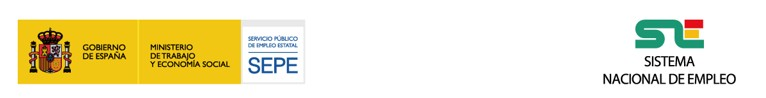 GOBIERNO
DE ESPAÑA
MINISTERIO
DE TRABAJO
Y ECONOMÍA SOCIAL
SERVICIO PÚBLICO
DE EMPLEO ESTATAL
SEPE
SISTEMA
NACIONAL DE EMPLEO